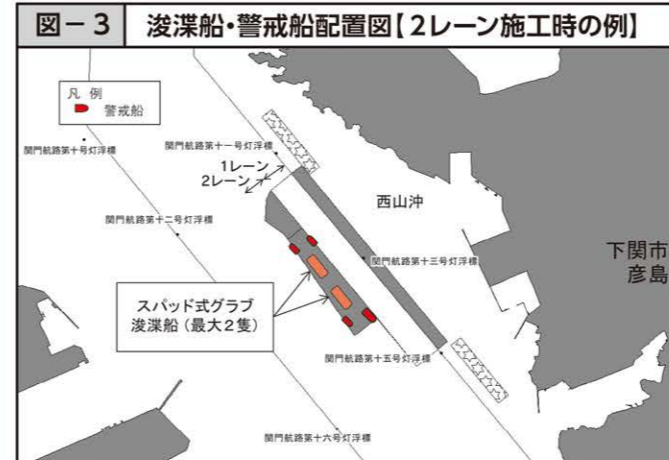 図－3 浚渫船・警戒船配置図【2レーン施工時の例】
凡 例
警戒船
関門航路第十号灯浮標
関門航路第十一号灯浮標
1レーン
2レーン
西山沖
関門航路第十二号灯浮標
下関市
彦島
関門航路第十三号灯浮標
スパッド式グラブ
浚渫船（最大2隻）
関門航路第十五号灯浮標
関門航路第十六号灯浮標